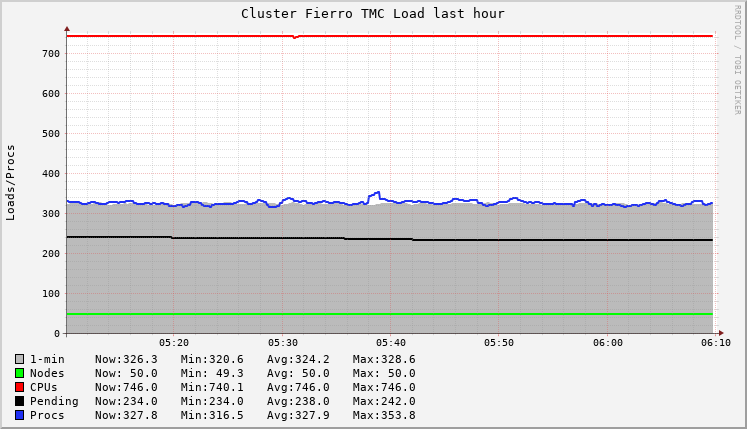 Cluster Fierro TMC Load last hour
RRDTOOL / TOBI OETIKER
Loads/Procs
700
600
500
400
300
200
100
0
05:20 05:30 05:40 05:50 06:00 06:10
1-min Now:326.3 Min:320.6 Avg:324.2 Max:328.6
Nodes Now: 50.0 Min: 49.3 Avg: 50.0 Max: 50.0
CPUs Now:746.0 Min:740.1 Avg:746.0 Max:746.0
Pending Now:234.0 Min:234.0 Avg:238.0 Max:242.0
Procs Now:327.8 Min:316.5 Avg:327.9 Max:353.8